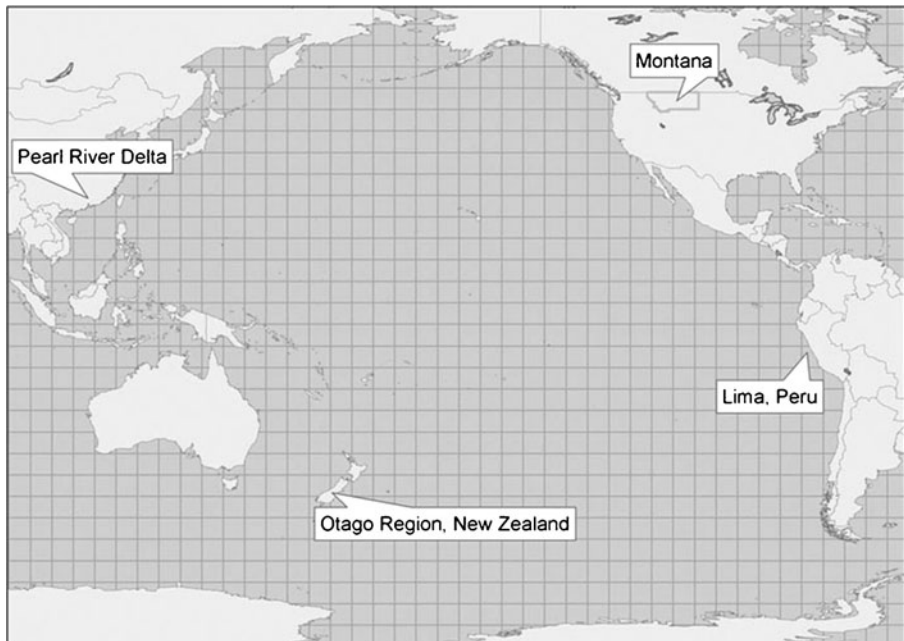 Montana
Pearl River Delta
Lima, Peru
Otago Region, New Zealand